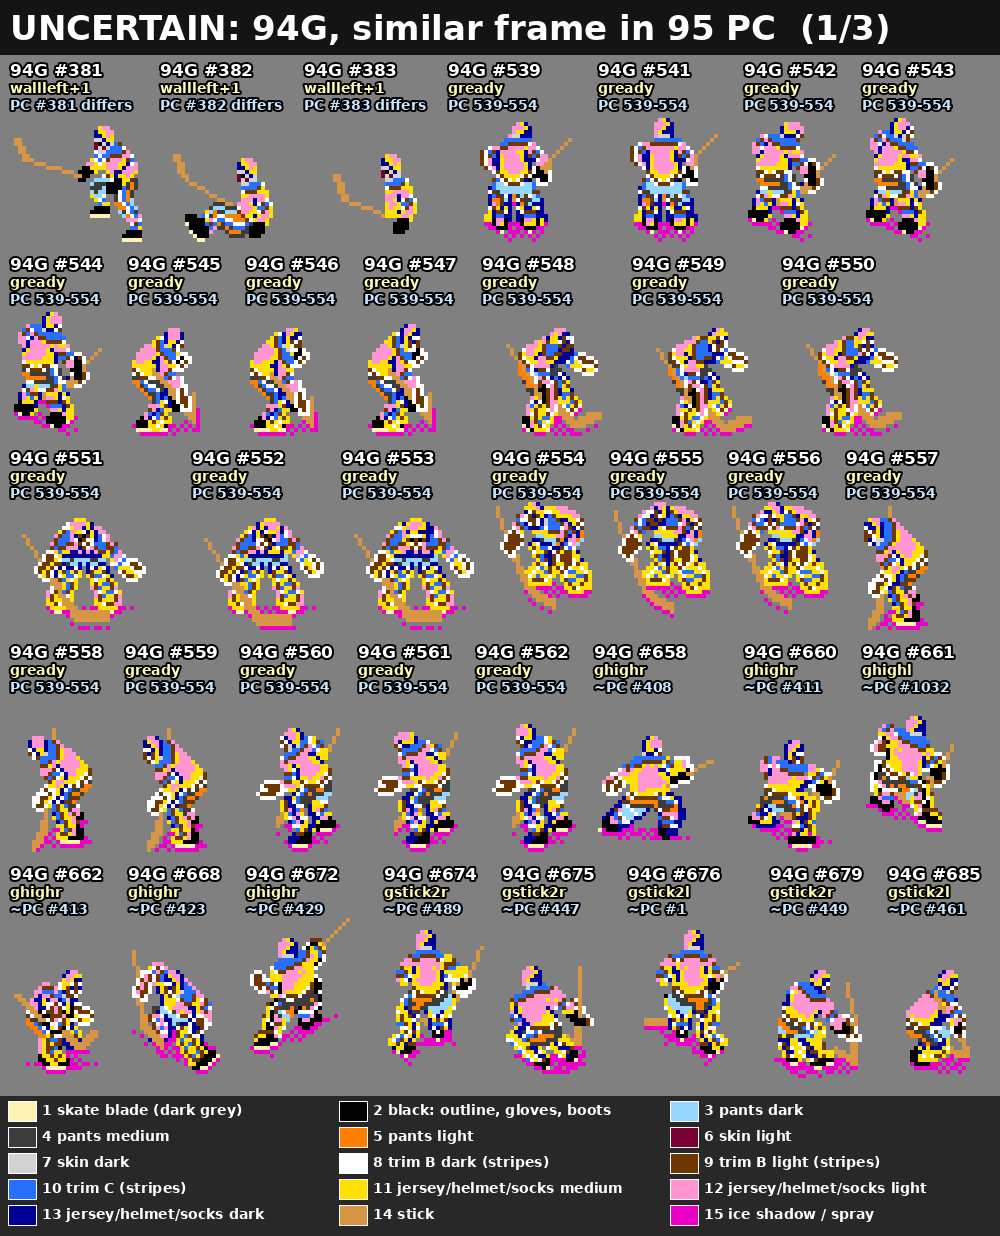 UNCERTAIN: 94G, similar frame in 95 PC (1/3)
94G #381 94G #382 94G #383 94G #539 94G #541 94G #542 94G #543
wallleft+1 wallleft+1 wallleft+1 gready gready gready gready
PC #381 differs PC #382 differs PC #383 differs PC 539-554 PC 539-554 PC 539-554 PC 539-554
94G #544 94G #545 94G #546 94G #547 94G #548 94G #549 94G #550
gready gready gready gready gready gready gready
PC 539-554 PC 539-554 PC 539-554 PC 539-554 PC 539-554 PC 539-554 PC 539-554
94G #551 94G #552 94G #553 94G #554 94G #555 94G #556 94G #557
gready gready gready gready gready gready gready
PC 539-554 PC 539-554 PC 539-554 PC 539-554 PC 539-554 PC 539-554 PC 539-554
94G #558 94G #559 94G #560 94G #561 94G #562 94G #658 94G #660 94G #661
gready gready gready gready gready ghighr ghighr ghighl
PC 539-554 PC 539-554 PC 539-554 PC 539-554 PC 539-554 ~PC #408 ~PC #411 ~PC #1032
94G #662 94G #668 94G #672 94G #674 94G #675 94G #676 94G #679 94G #685
ghighr ghighr ghighr gstick2r gstick2r gstick2l gstick2r gstick2l
~PC #413 ~PC #423 ~PC #429 ~PC #489 ~PC #447 ~PC #1 ~PC #449 ~PC #461
1 skate blade (dark grey) 2 black: outline, gloves, boots 3 pants dark
4 pants medium 5 pants light 6 skin light
7 skin dark 8 trim B dark (stripes) 9 trim B light (stripes)
10 trim C (stripes) 11 jersey/helmet/socks medium 12 jersey/helmet/socks light
13 jersey/helmet/socks dark 14 stick 15 ice shadow / spray